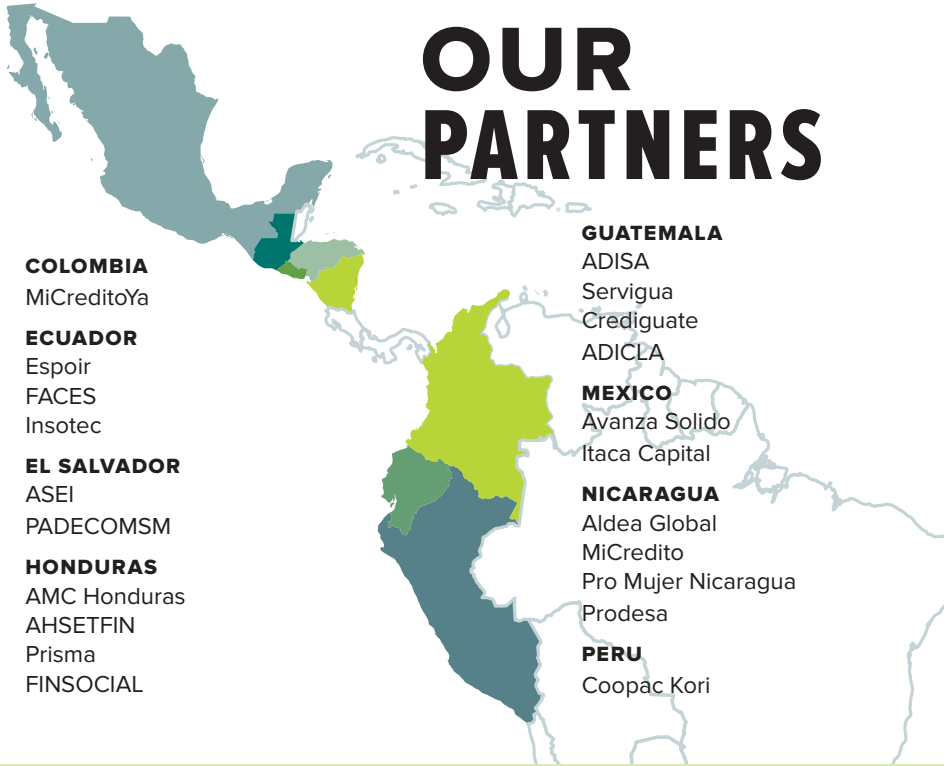 OUR
PARTNERS
COLOMBIA
MiCreditoYa
ECUADOR
Espoir
FACES
Insotec
EL SALVADOR
ASEI
PADECOMSM
HONDURAS
AMC Honduras
AHSETFIN
Prisma
FINSOCIAL
GUATEMALA
ADISA
Servigua
Crediguate
ADICLA
MEXICO
Avanza Solido
Itaca Capital
NICARAGUA
Aldea Global
MiCredito
Pro Mujer Nicaragua
Prodesa
PERU
Coopac Kori